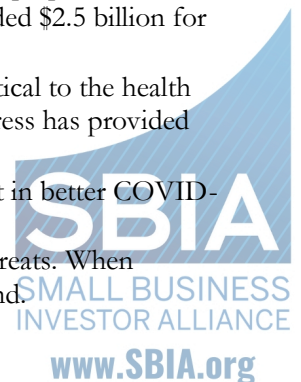 ded $2.5 billion for
tical to the health
ress has provided
t in better COVID-
reats. When
nd.
SBIA
SMALL BUSINESS
INVESTOR ALLIANCE
www.SBIA.org